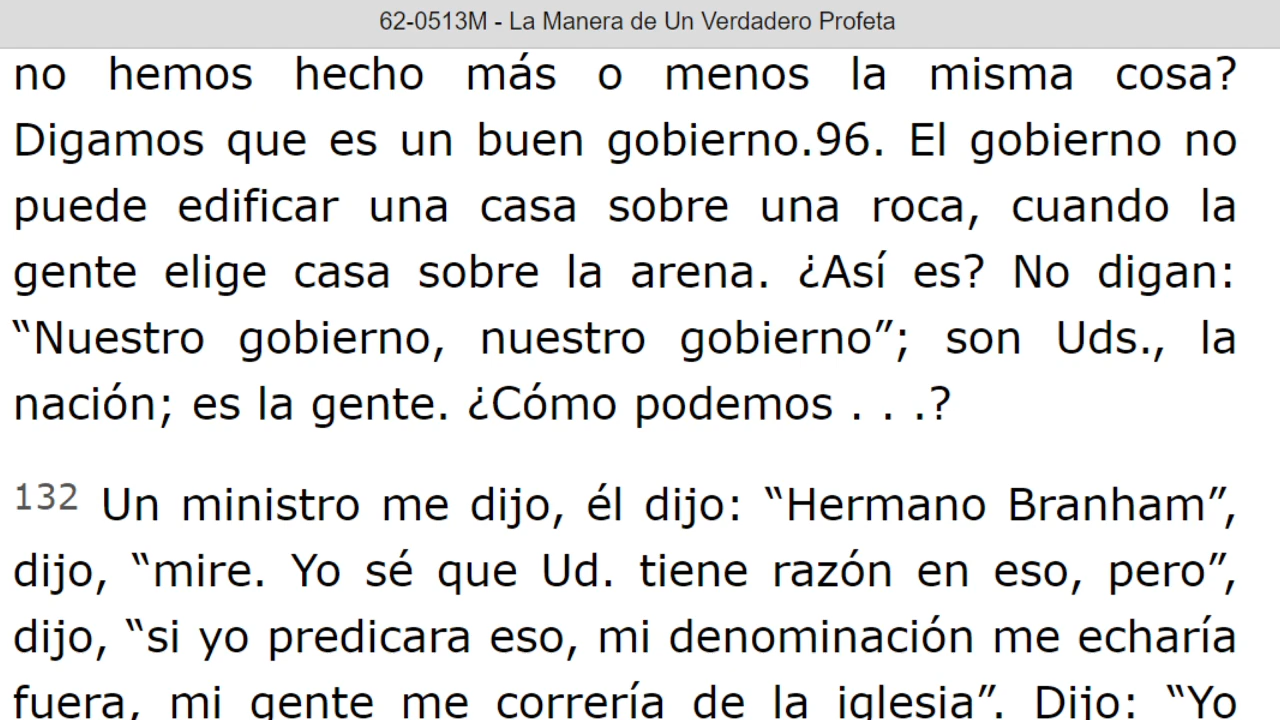 62-0513M - La Manera de Un Verdadero Profeta
no hemos hecho más o menos la misma cosa?
Digamos que es un buen gobierno.96. El gobierno no
puede edificar una casa sobre una roca, cuando la
gente elige casa sobre la arena. ¿Así es? No digan:
“Nuestro gobierno, nuestro gobierno”; son Uds., la
nación; es la gente. ¿Cómo podemos . . .?
132 Un ministro me dijo, él dijo: “Hermano Branham”,
dijo, “mire. Yo sé que Ud. tiene razón en eso, pero”,
dijo, “si yo predicara eso, mi denominación me echaría
fuera, mi gente me correría de la iglesia”. Dijo: “Yo